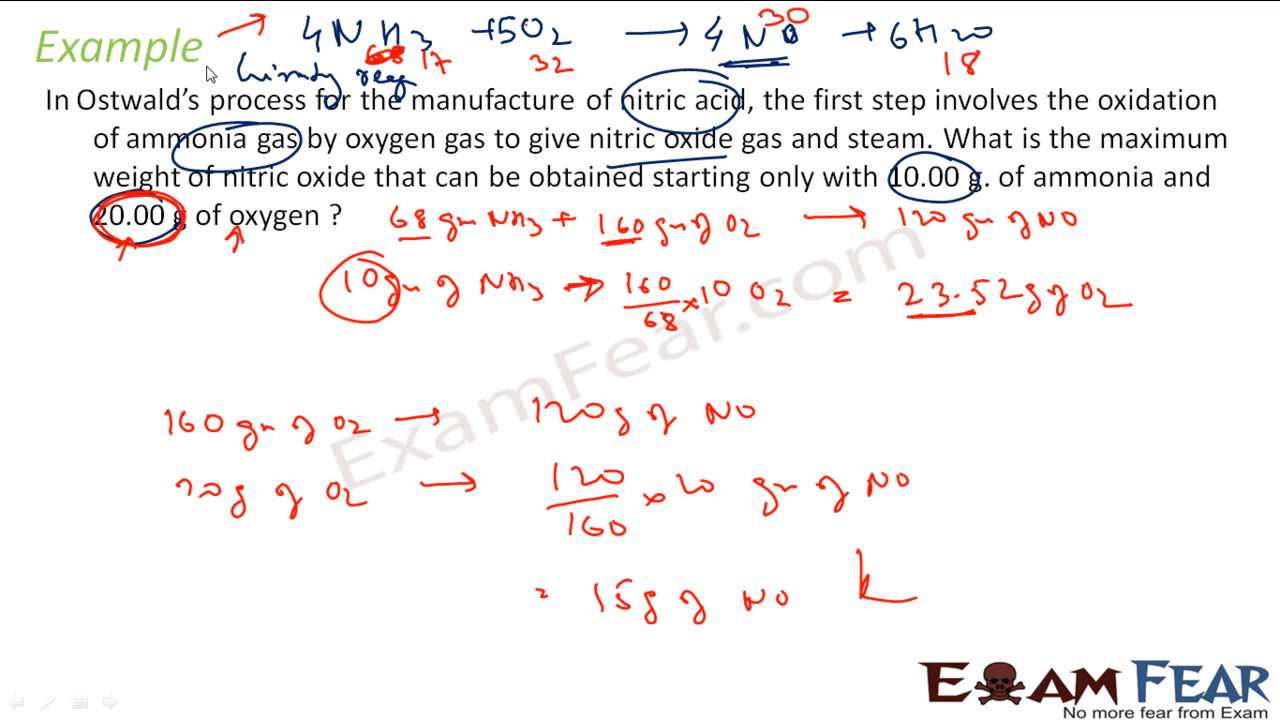 4NH3 + 5O2 → 4NO + 6H2O
30
17 32 18
Example
In Ostwald's process for the manufacture of nitric acid, the first step involves the oxidation
of ammonia gas by oxygen gas to give nitric oxide gas and steam. What is the maximum
weight of nitric oxide that can be obtained starting only with 10.00 g. of ammonia and
20.00 g of oxygen ?
68 gm NH3 + 160 gm of O2 → 120 gm of NO
10 gm of NH3 → 160/68 × 10 O2 = 23.52 g of O2
ExamFear.com
160 gm of O2 → 120 g of NO
20g of O2 → 120/160 × 20 gm of NO
= 15g of NO
EXAM FEAR
No more fear from Exam